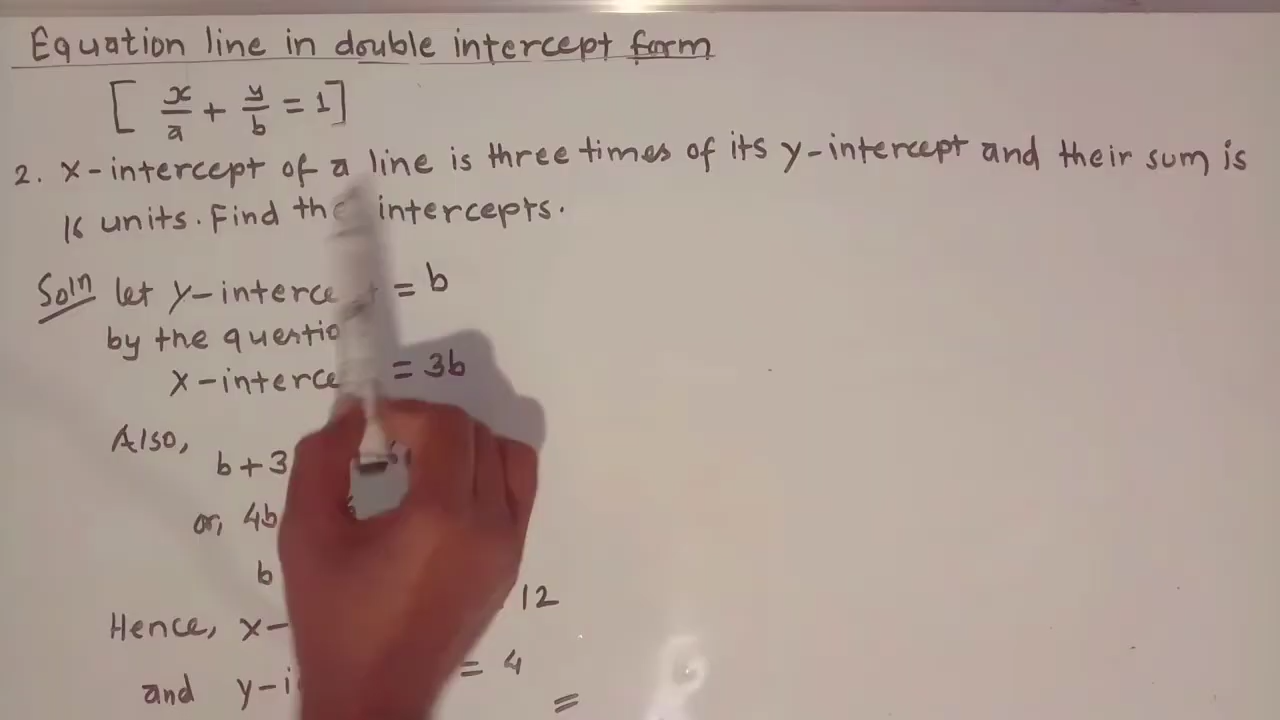 Equation line in double intercept form
[ x/a + y/b = 1 ]
2. x-intercept of a line is three times of its y-intercept and their sum is
16 units. Find the intercepts.
Soln let y-interce = b
by the questio
x-interce = 3b
Also,
b + 3
or, 4b
b
Hence, x- 12
and y-i = 4
=